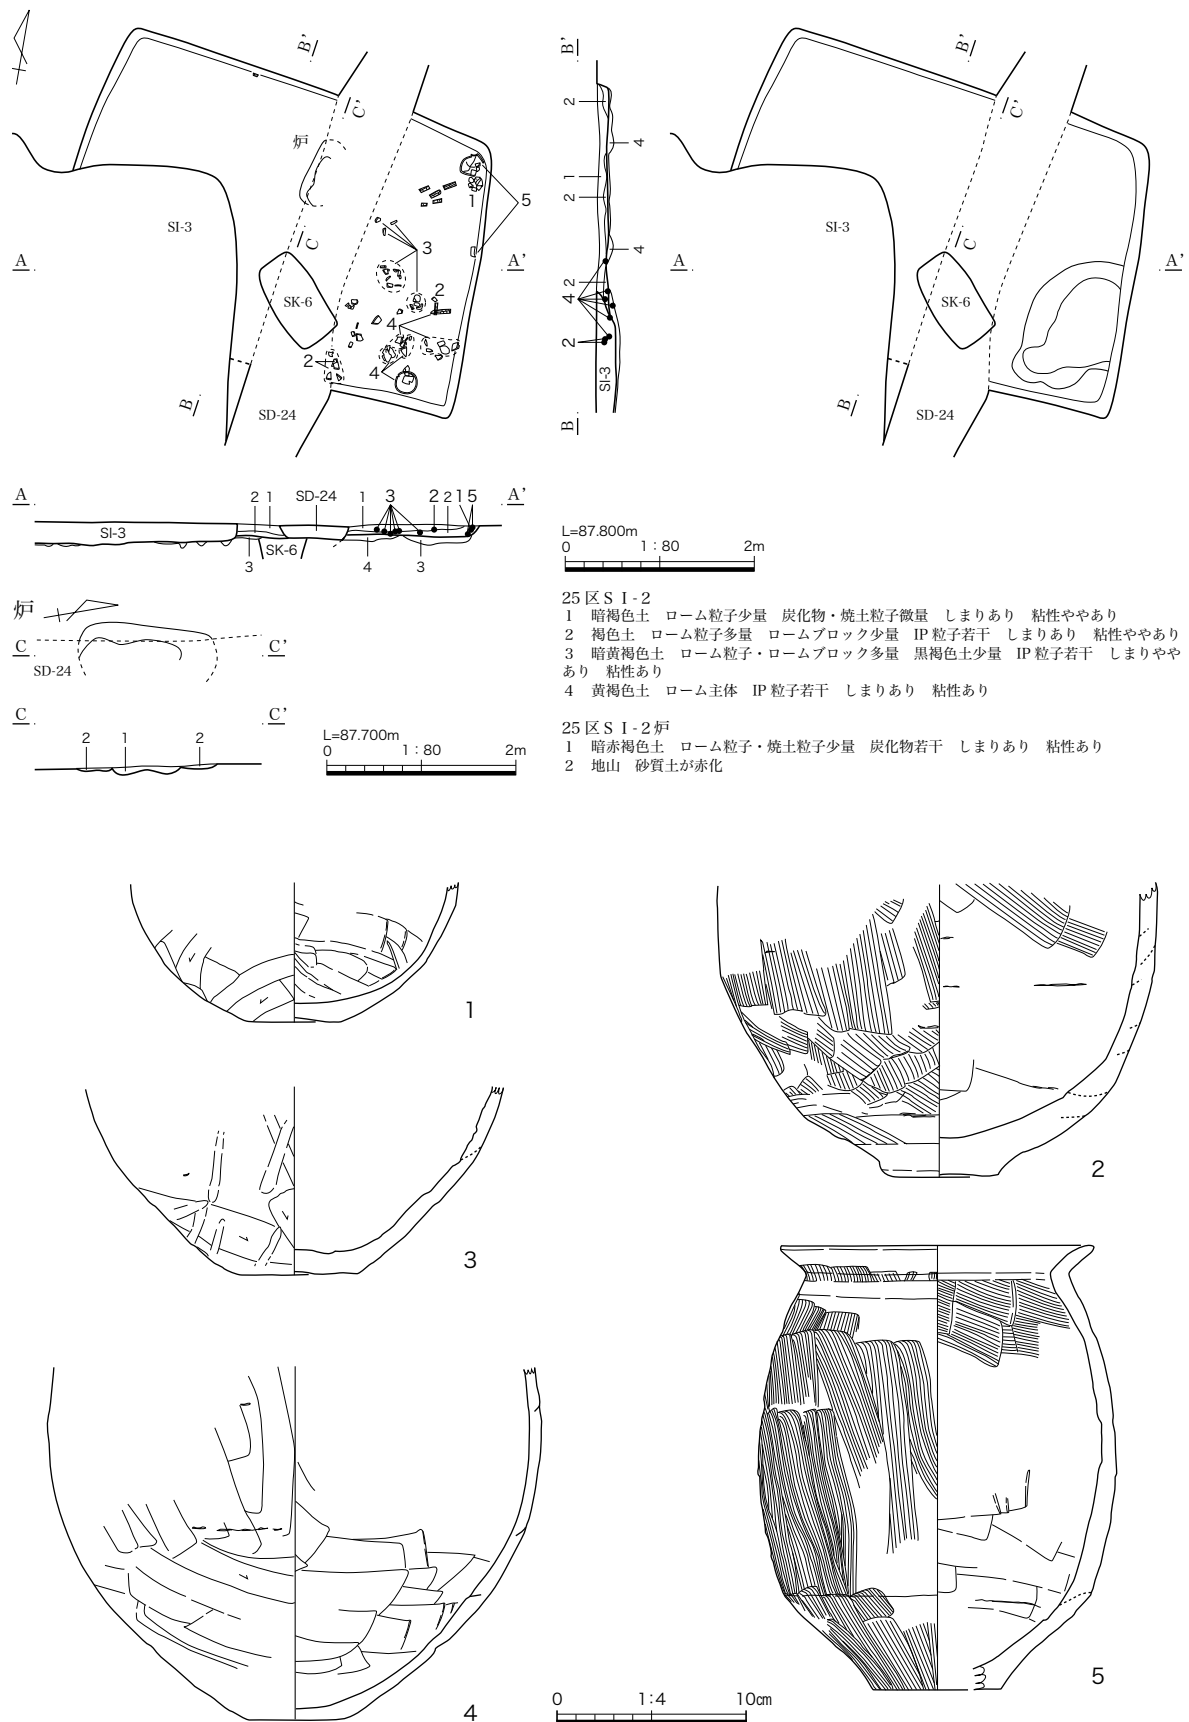 B'
C'
炉
1
5
SI-3
3
C
A
A'
SK-6
2
4
2
4
B
SD-24
B'
2
4
1
2
4
2
4
2
SI-3
B
B'
C'
SI-3
C
A
A'
SK-6
B
SD-24
A
2 1
SD-24
1
3
2 2 1 5
A'
SI-3
SK-6
3
4
3
L=87.800m
0
1:80
2m
炉
C
C'
SD-24
C
C'
2
1
2
L=87.700m
0
1:80
2m
25区SI-2
1 暗褐色土 ローム粒子少量 炭化物・焼土粒子微量 しまりあり 粘性ややあり
2 褐色土 ローム粒子多量 ロームブロック少量 IP粒子若干 しまりあり 粘性ややあり
3 暗黄褐色土 ローム粒子・ロームブロック多量 黒褐色土少量 IP粒子若干 しまりやや
あり 粘性あり
4 黄褐色土 ローム主体 IP粒子若干 しまりあり 粘性あり
25区SI-2炉
1 暗赤褐色土 ローム粒子・焼土粒子少量 炭化物若干 しまりあり 粘性あり
2 地山 砂質土が赤化
1
2
3
4
5
0
1:4
10cm